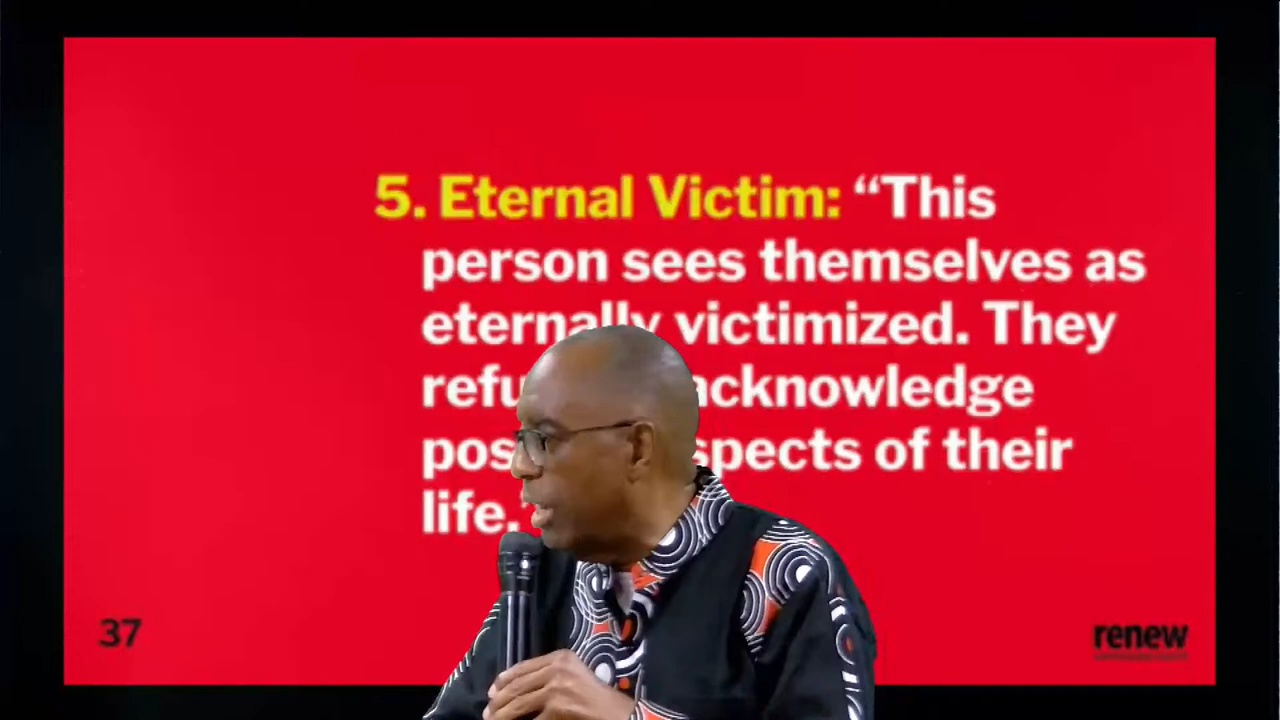 5. Eternal Victim: “This
person sees themselves as
eternally victimized. They
acknowledge
of their
life.”
37
renew